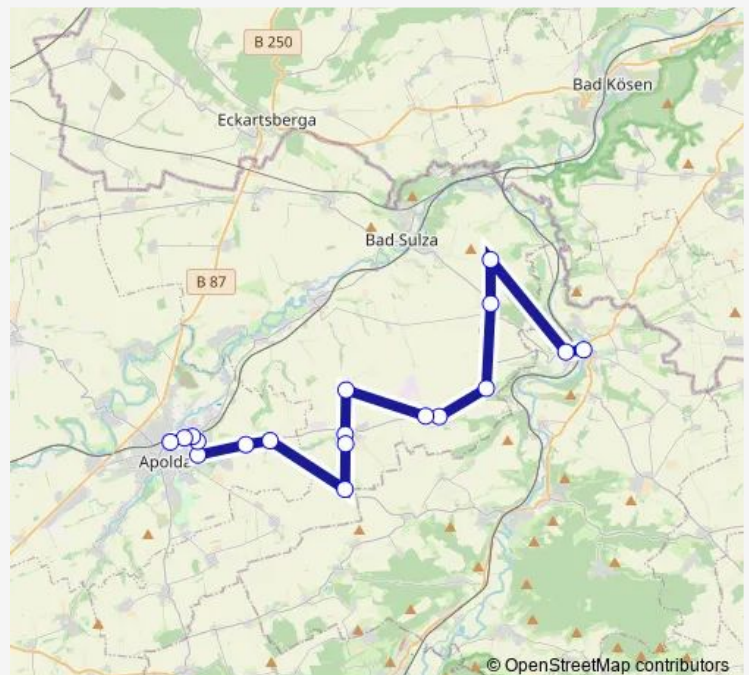 B 250
Bad Kösen
Eckartsberga
Bad Sulza
B 87
Apolda
© OpenStreetMap contributors